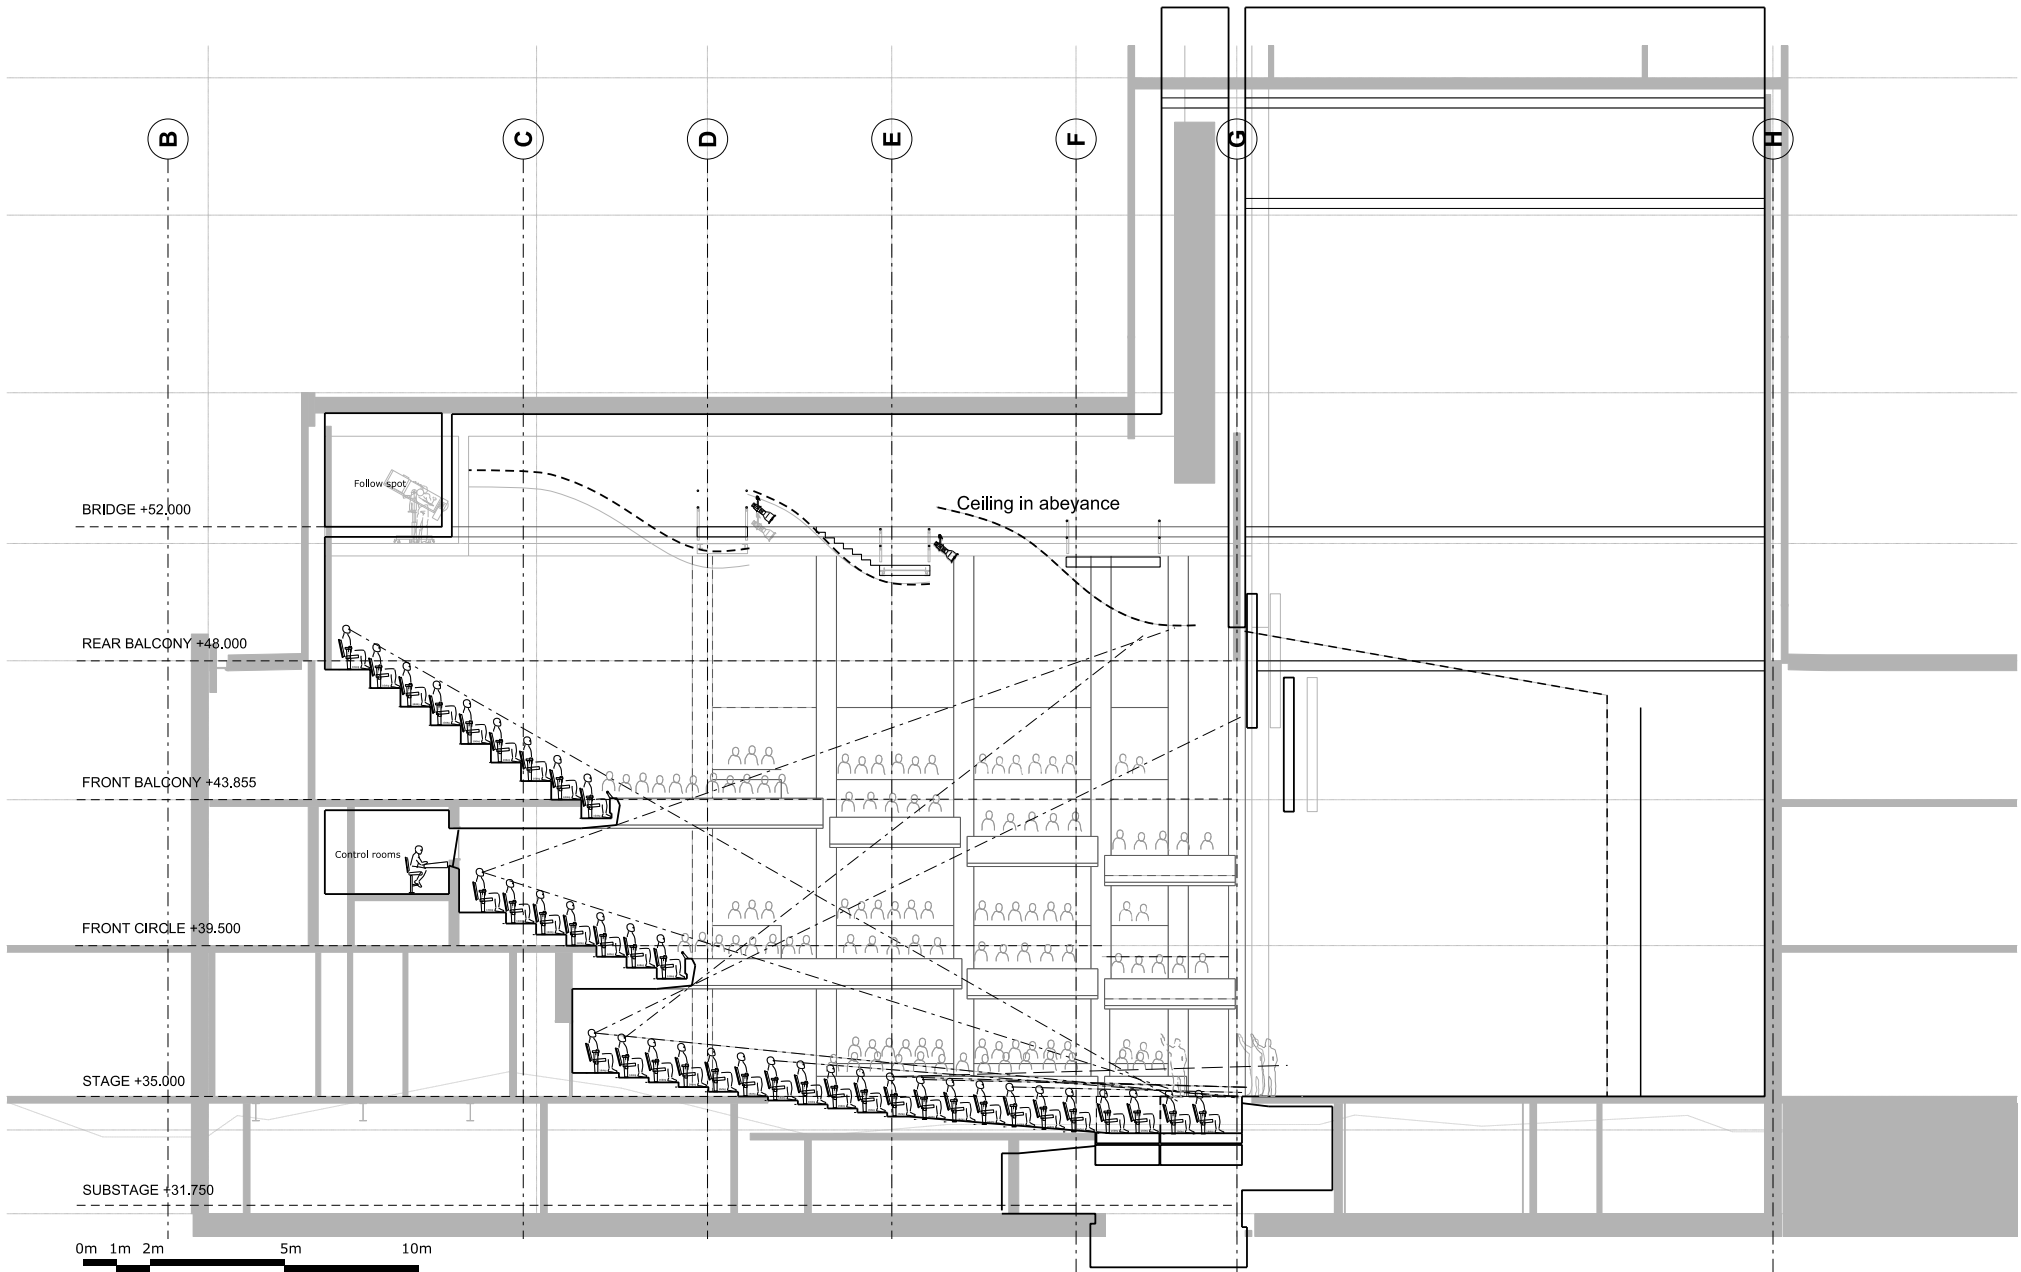 B C D E F G H
Follow spot
Ceiling in abeyance
BRIDGE +52.000
REAR BALCONY +48.000
FRONT BALCONY +43.855
Control rooms
FRONT CIRCLE +39.500
STAGE +35.000
SUBSTAGE +31.750
0m 1m 2m 5m 10m